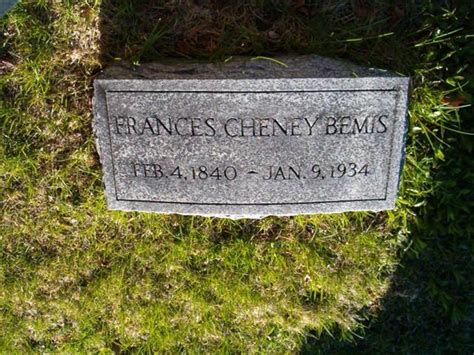 FRANCES CHENEY BEMIS
FEB. 4, 1840 - JAN. 9, 1934